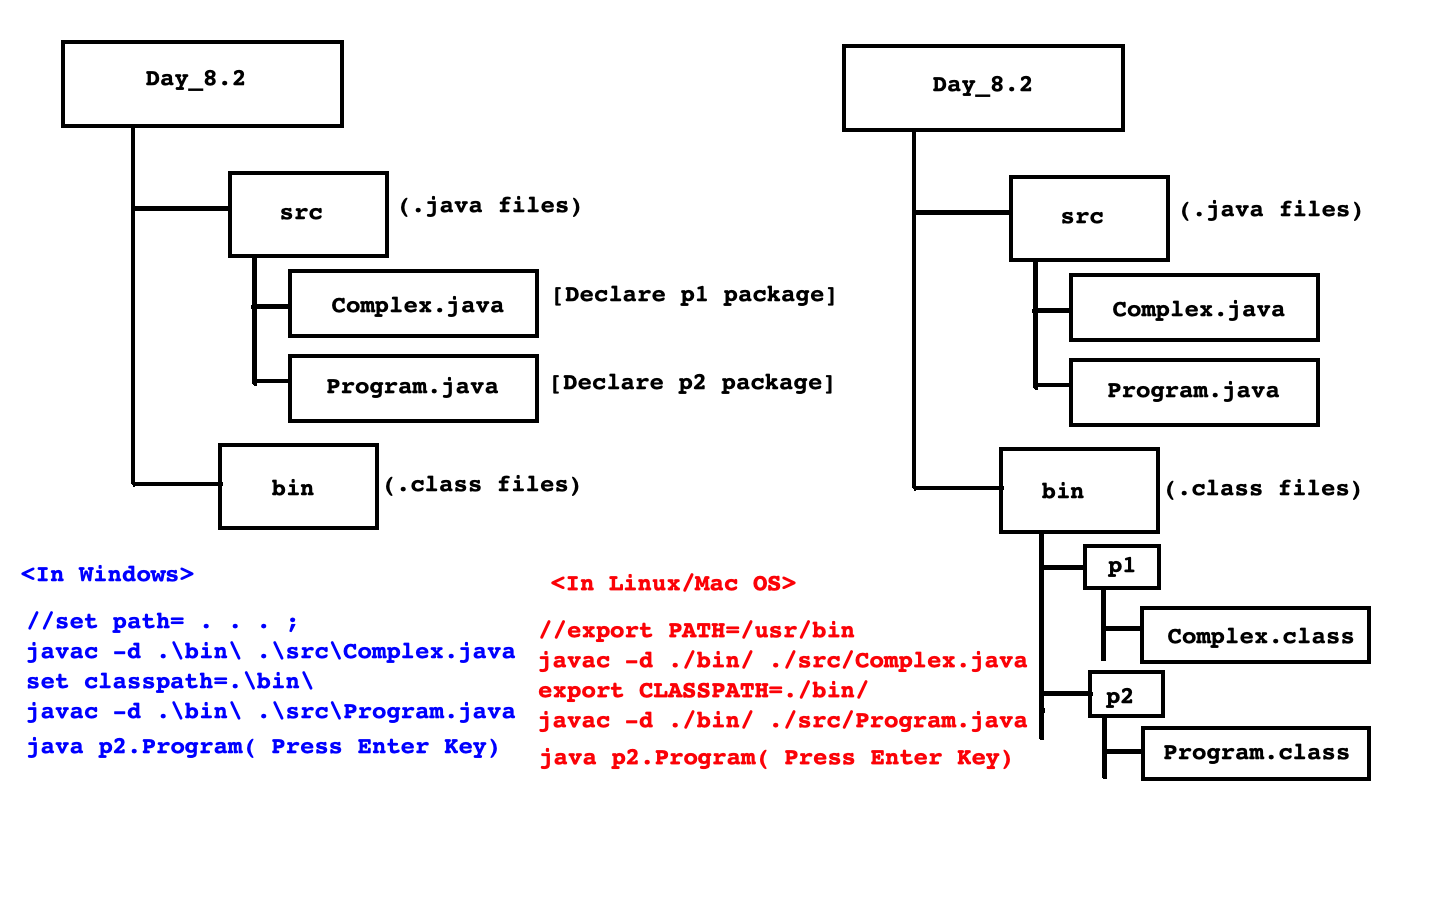 Day_8.2
src
(.java files)
Complex.java
[Declare p1 package]
Program.java
[Declare p2 package]
bin
(.class files)
<In Windows>
//set path= . . . ;
javac -d .\bin\ .\src\Complex.java
set classpath=.\bin\
javac -d .\bin\ .\src\Program.java
java p2.Program( Press Enter Key)
<In Linux/Mac OS>
//export PATH=/usr/bin
javac -d ./bin/ ./src/Complex.java
export CLASSPATH=./bin/
javac -d ./bin/ ./src/Program.java
java p2.Program( Press Enter Key)
Day_8.2
src
(.java files)
Complex.java
Program.java
bin
(.class files)
p1
Complex.class
p2
Program.class